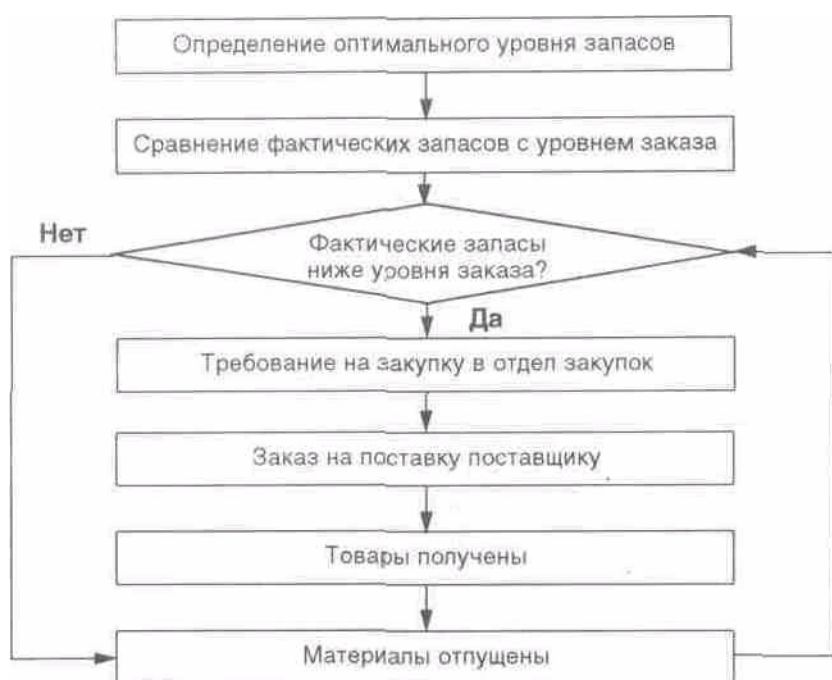 Определение оптимального уровня запасов
Сравнение фактических запасов с уровнем заказа
Нет
Фактические запасы
ниже уровня заказа?
Да
Требование на закупку в отдел закупок
Заказ на поставку поставщику
Товары получены
Материалы отпущены